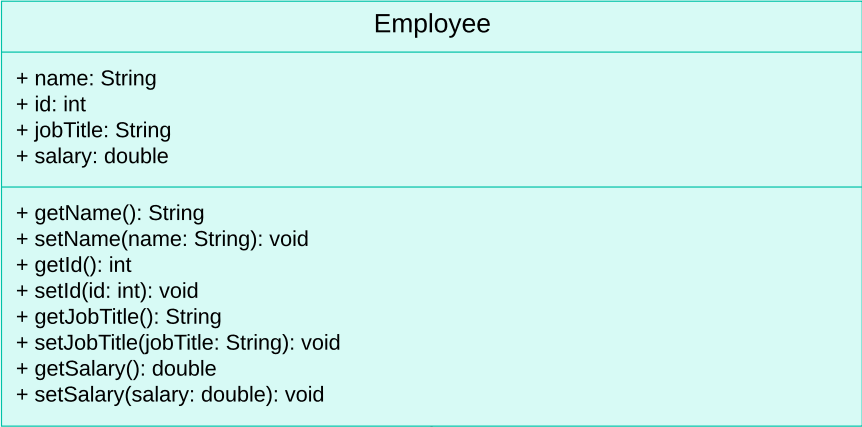 Employee
+ name: String
+ id: int
+ jobTitle: String
+ salary: double
+ getName(): String
+ setName(name: String): void
+ getId(): int
+ setId(id: int): void
+ getJobTitle(): String
+ setJobTitle(jobTitle: String): void
+ getSalary(): double
+ setSalary(salary: double): void